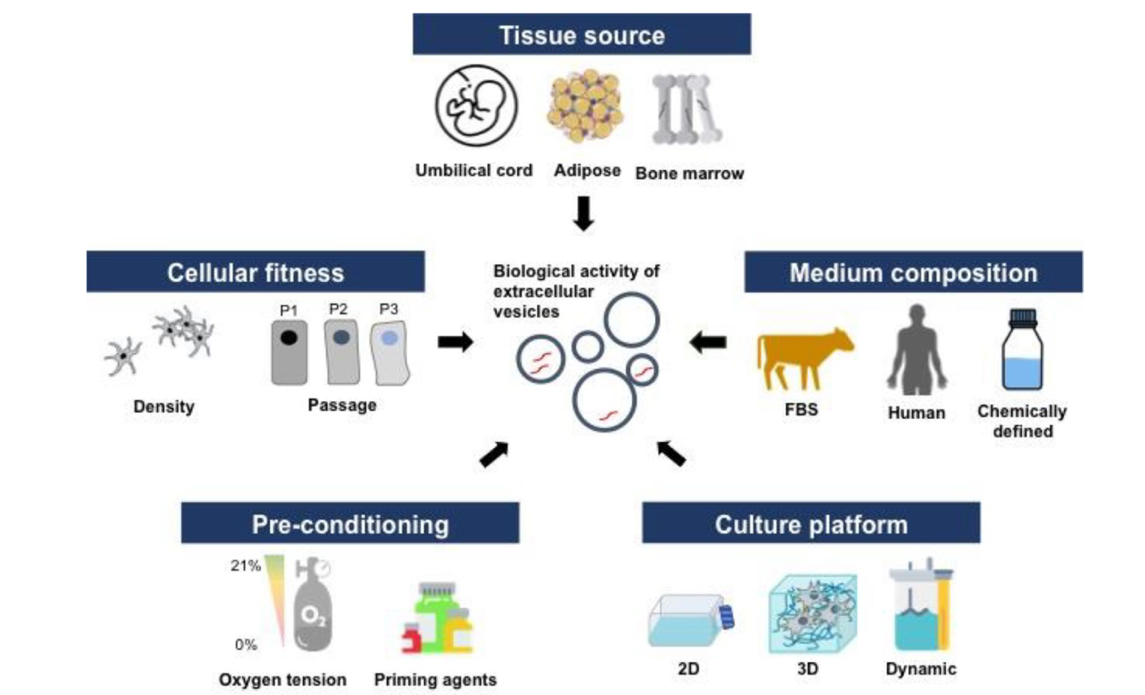 Tissue source
Umbilical cord
Adipose
Bone marrow
Cellular fitness
P1
P2
P3
Density
Passage
Biological activity of
extracellular
vesicles
Medium composition
FBS
Human
Chemically
defined
Pre-conditioning
21%
0%
O2
Oxygen tension
Priming agents
Culture platform
2D
3D
Dynamic